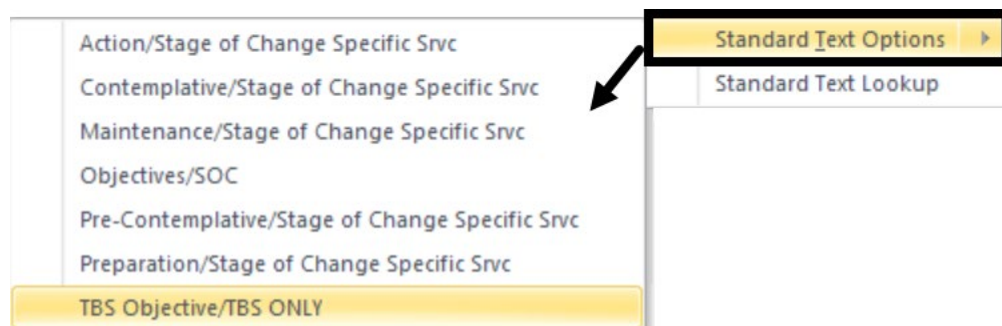 Standard Text Options
Standard Text Lookup
Action/Stage of Change Specific Srvc
Contemplative/Stage of Change Specific Srvc
Maintenance/Stage of Change Specific Srvc
Objectives/SOC
Pre-Contemplative/Stage of Change Specific Srvc
Preparation/Stage of Change Specific Srvc
TBS Objective/TBS ONLY